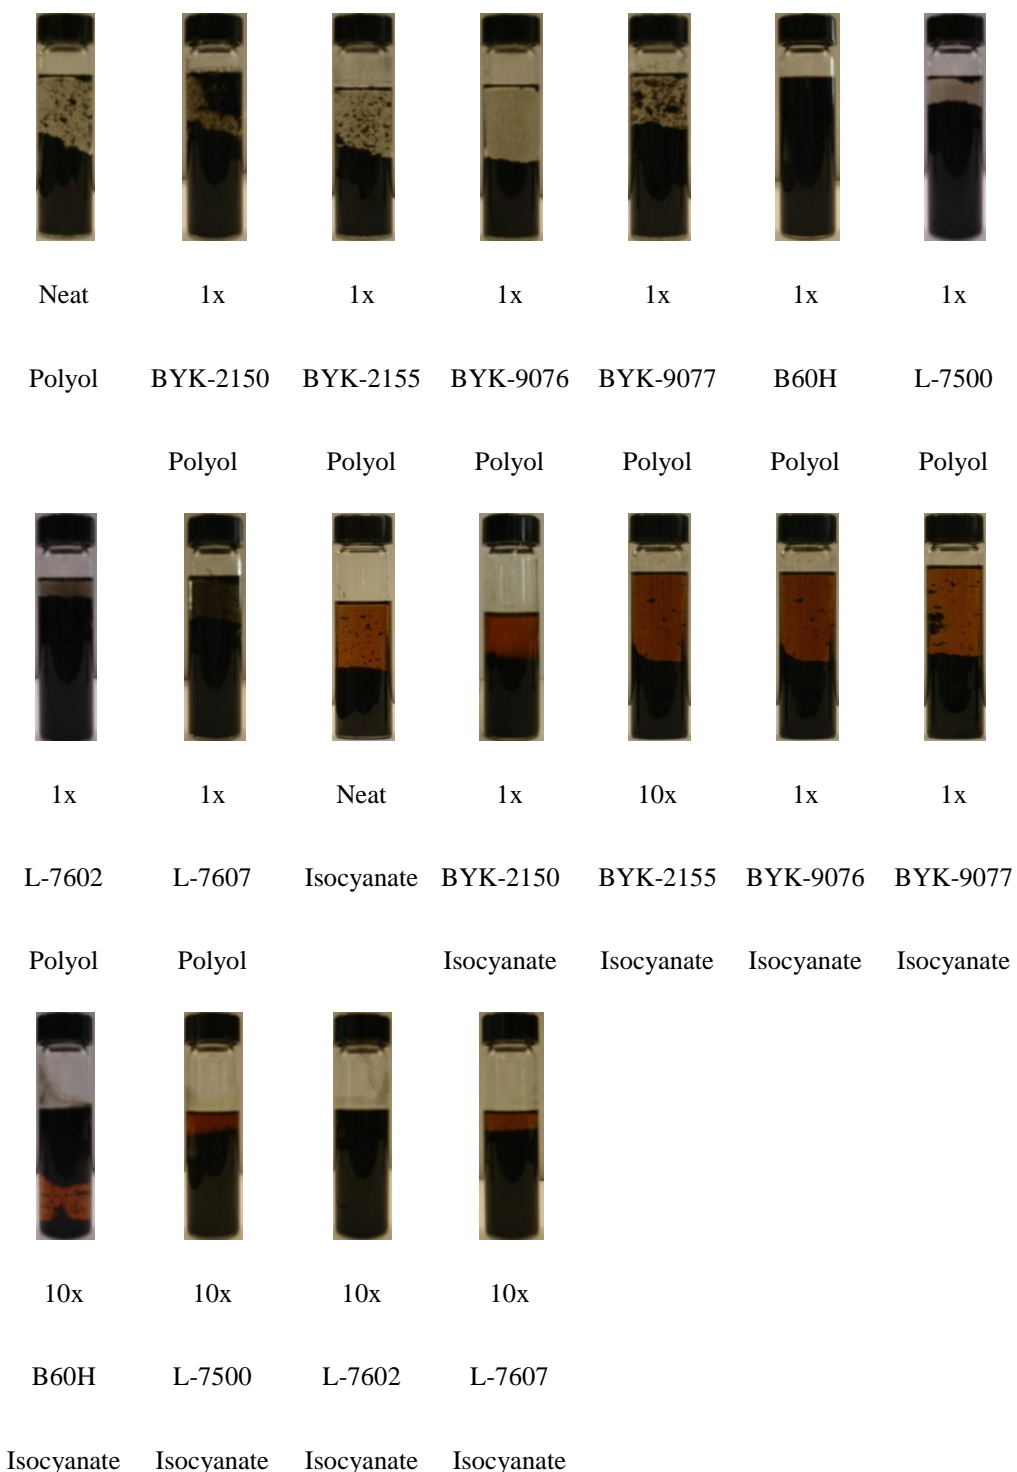 Neat 1x 1x 1x 1x 1x 1x
Polyol BYK-2150 BYK-2155 BYK-9076 BYK-9077 B60H L-7500
Polyol Polyol Polyol Polyol Polyol Polyol
1x 1x Neat 1x 10x 1x 1x
L-7602 L-7607 Isocyanate BYK-2150 BYK-2155 BYK-9076 BYK-9077
Polyol Polyol Isocyanate Isocyanate Isocyanate Isocyanate
10x 10x 10x 10x
B60H L-7500 L-7602 L-7607
Isocyanate Isocyanate Isocyanate Isocyanate